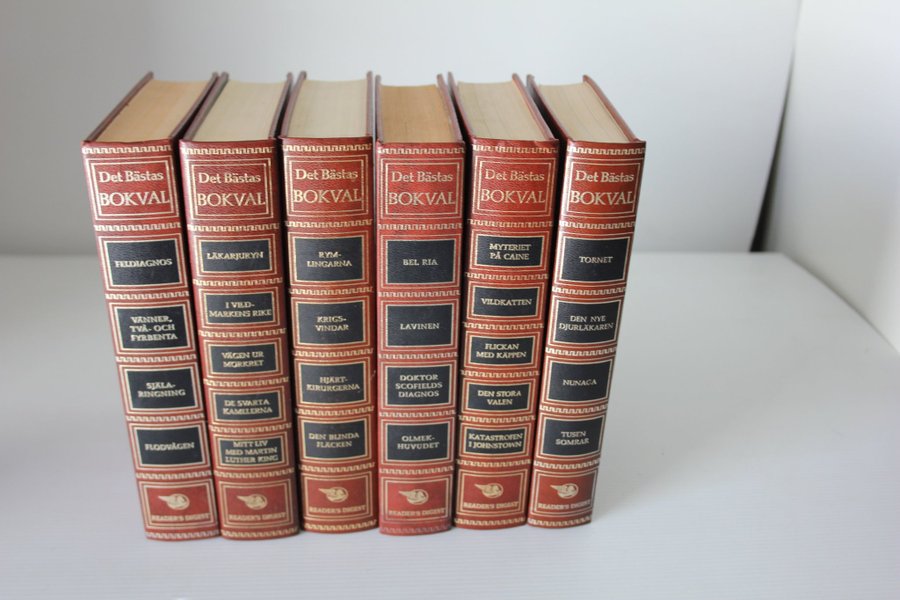 Det Bästas
BOKVAL
FELDIAGNOS
VÄNNER,
TVÅ- OCH
FYRBENTA
SJÄLA-
RINGNING
FLODVÅGEN
READER'S DIGEST
Det Bästas
BOKVAL
LÄKARJURYN
I VILD-
MARKENS RIKE
VÄGEN UR
MÖRKRET
DE SVARTA
KAMELERNA
MITT LIV
MED MARTIN
LUTHER KING
READER'S DIGEST
Det Bästas
BOKVAL
RYM-
LINGARNA
KRIGS-
VINDAR
HJÄRT-
KIRURGERNA
DEN BLINDA
FLÄCKEN
READER'S DIGEST
Det Bästas
BOKVAL
BEL RIA
LAVINEN
DOKTOR
SCOFIELDS
DIAGNOS
OLMEK-
HUVUDET
READER'S DIGEST
Det Bästas
BOKVAL
MYTERIET
PÅ CAINE
VILDKATTEN
FLICKAN
MED KÄPPEN
DEN STORA
VALEN
KATASTROFEN
I JOHNSTOWN
READER'S DIGEST
Det Bästas
BOKVAL
TORNET
DEN NYE
DJURLÄKAREN
NUNAGA
TUSEN
SOMRAR
READER'S DIGEST